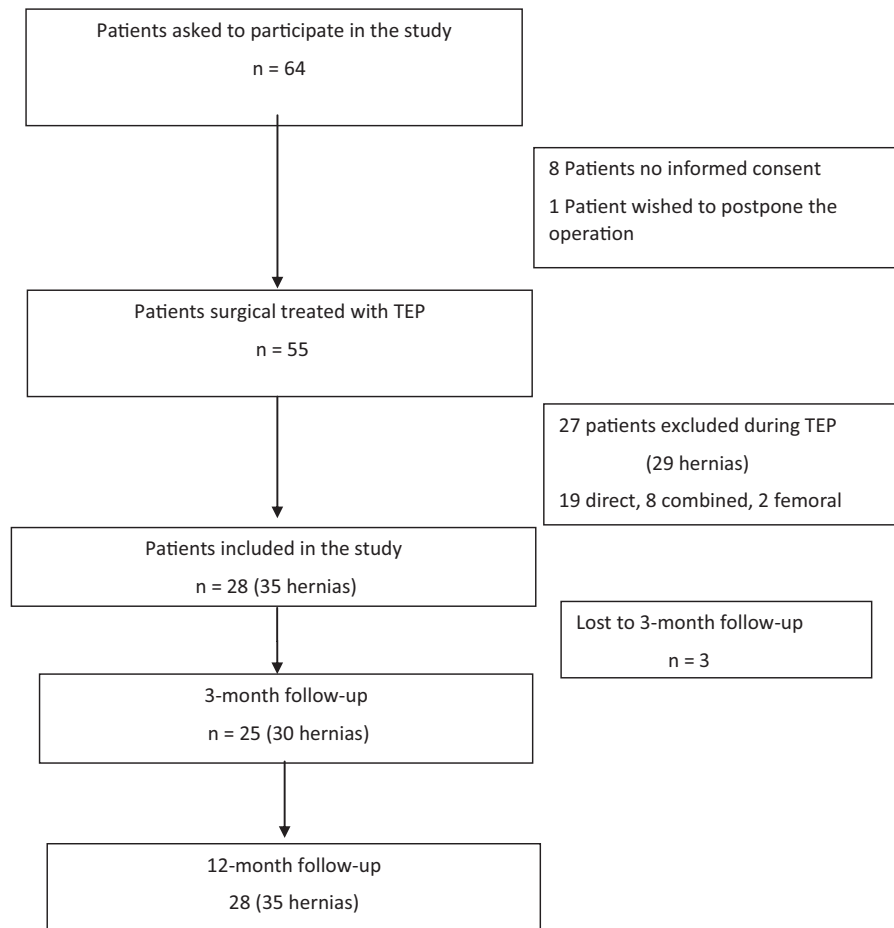 Patients asked to participate in the study
n = 64
8 Patients no informed consent
1 Patient wished to postpone the
operation
Patients surgical treated with TEP
n = 55
27 patients excluded during TEP
(29 hernias)
19 direct, 8 combined, 2 femoral
Patients included in the study
n = 28 (35 hernias)
Lost to 3-month follow-up
n = 3
3-month follow-up
n = 25 (30 hernias)
12-month follow-up
28 (35 hernias)